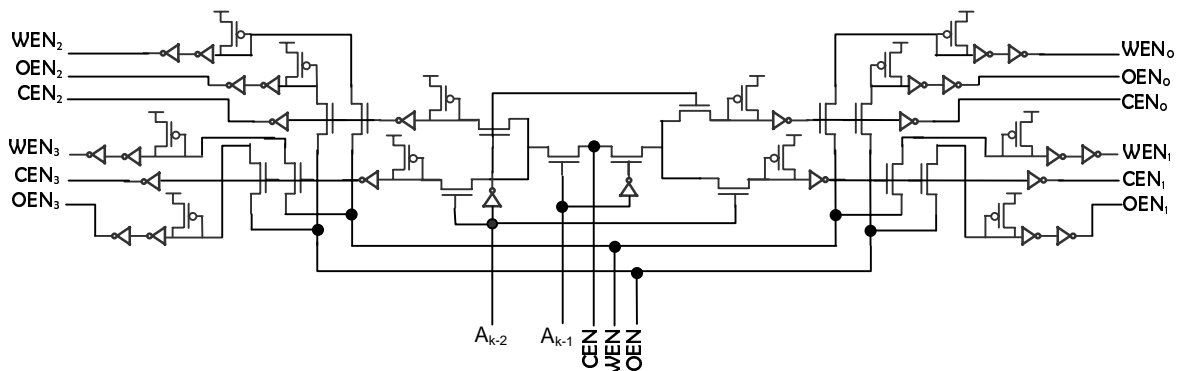 WEN₂
OEN₂
CEN₂
WEN₃
CEN₃
OEN₃
WEN₀
OEN₀
CEN₀
WEN₁
CEN₁
OEN₁
Aₖ₋₂
Aₖ₋₁
CEN
WEN
OEN